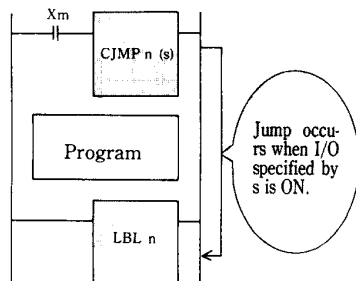 Xm
CJMP n (s)
Program
Jump occu-
rs when I/O
specified by
s is ON.
LBL n